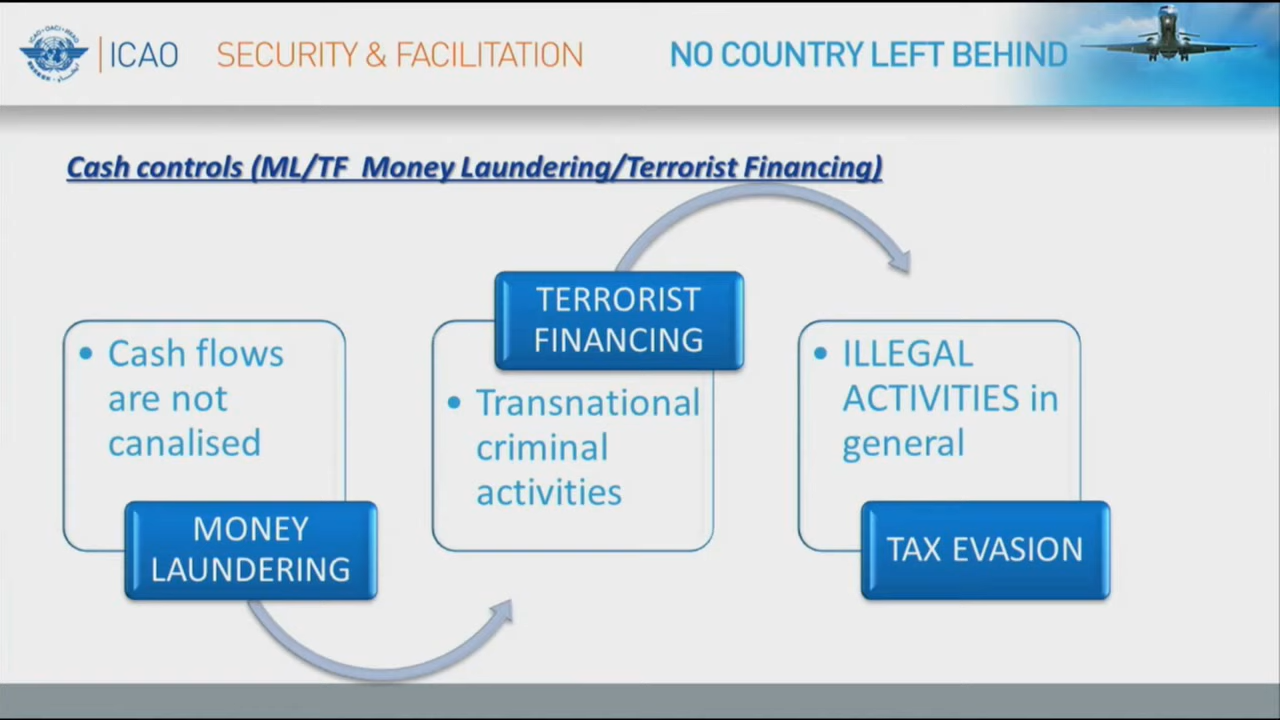 ICAO SECURITY & FACILITATION NO COUNTRY LEFT BEHIND
Cash controls (ML/TF Money Laundering/Terrorist Financing)
• Cash flows
are not
canalised
MONEY
LAUNDERING
TERRORIST
FINANCING
• Transnational
criminal
activities
• ILLEGAL
ACTIVITIES in
general
TAX EVASION